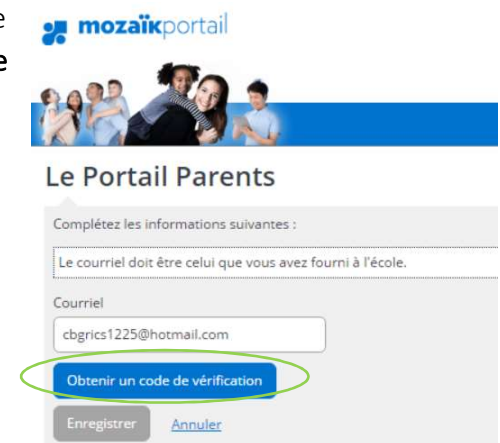 e
e
mozaïkportail
Le Portail Parents
Complétez les informations suivantes :
Le courriel doit être celui que vous avez fourni à l'école.
Courriel
cbgrics1225@hotmail.com
Obtenir un code de vérification
Enregistrer Annuler